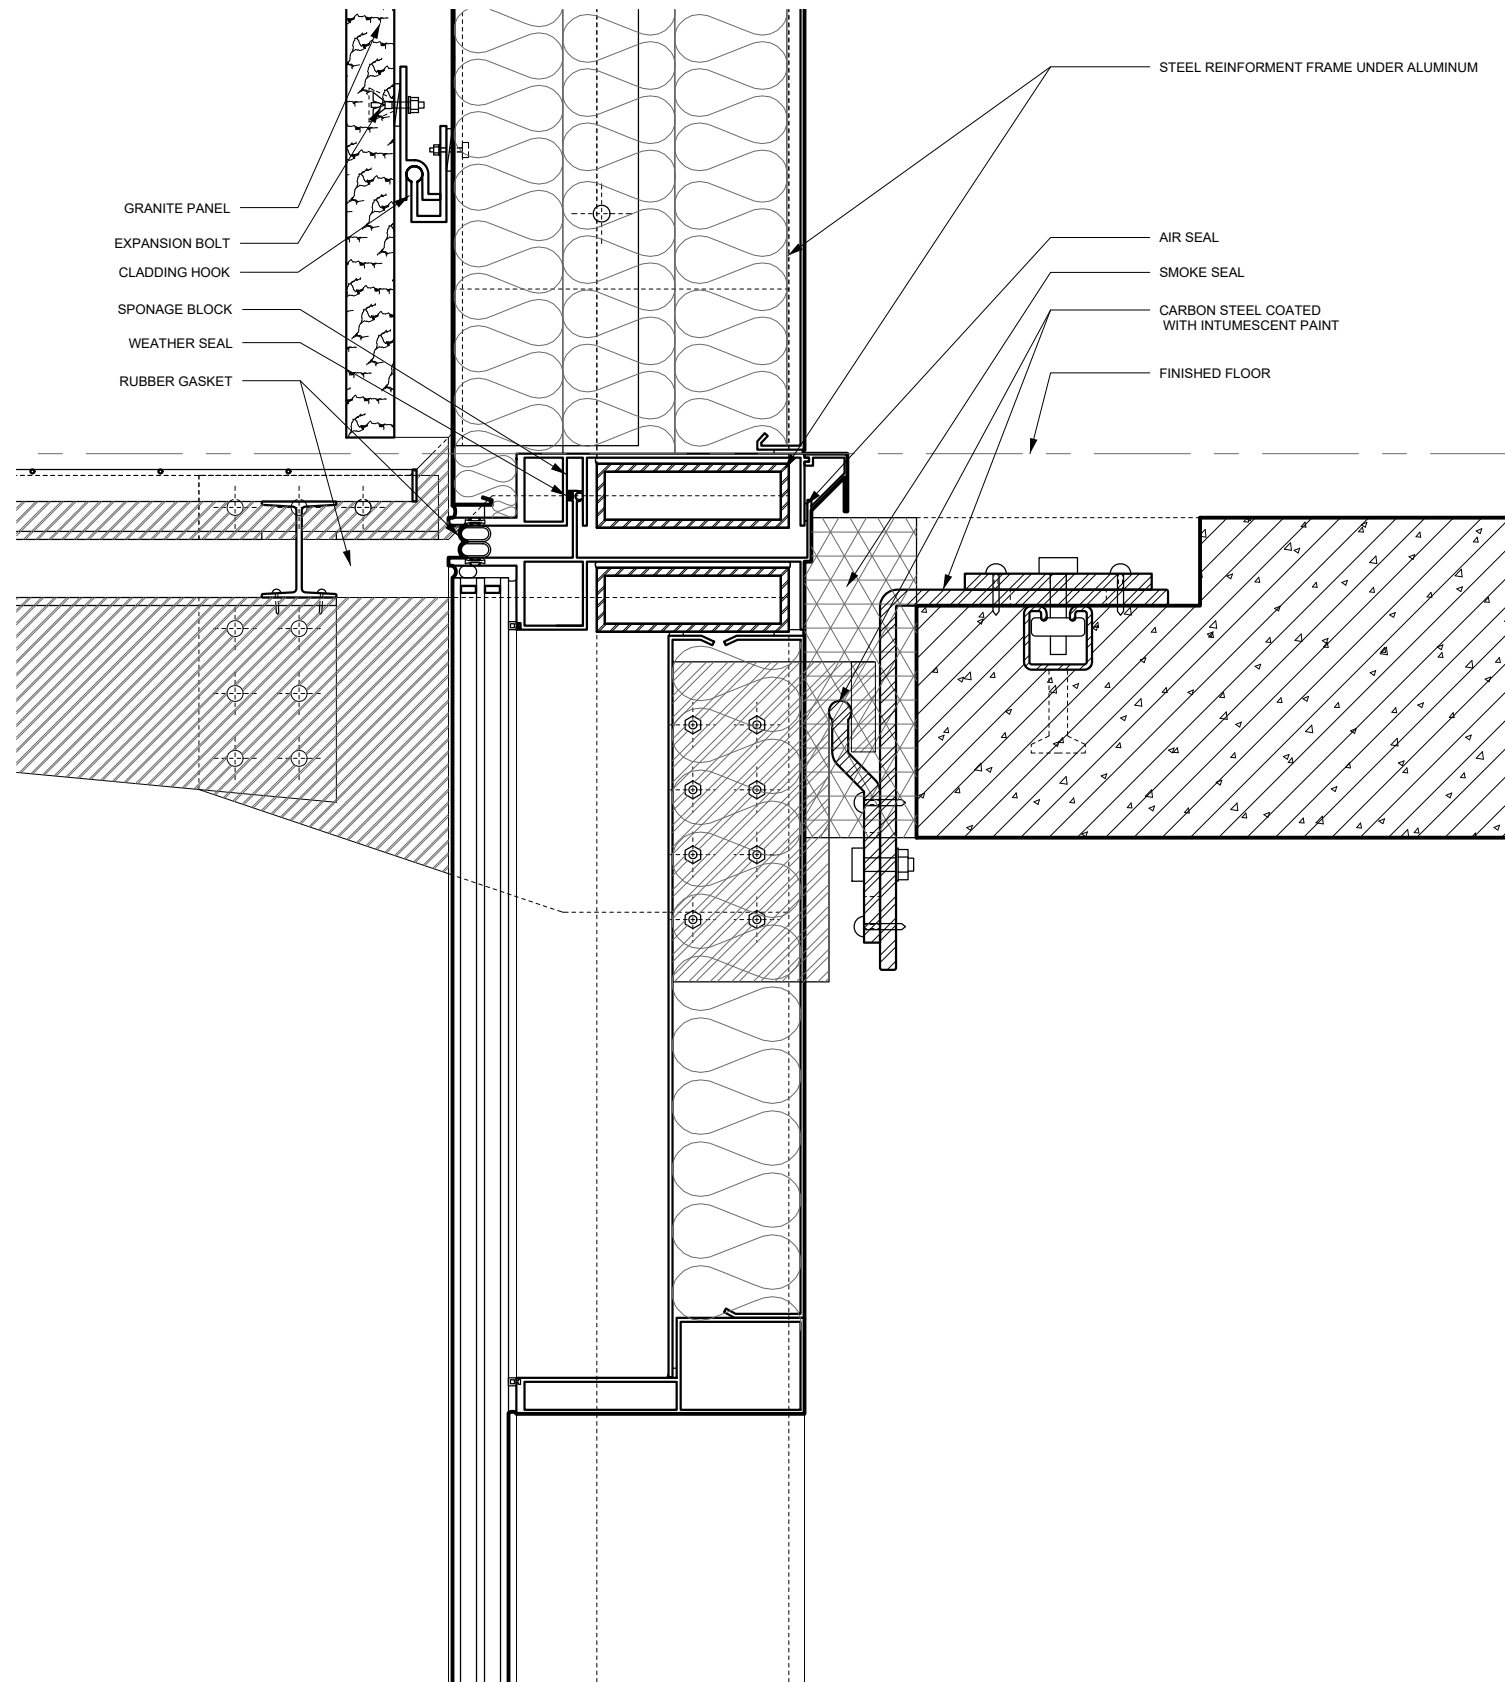 STEEL REINFORMENT FRAME UNDER ALUMINUM
GRANITE PANEL
EXPANSION BOLT
CLADDING HOOK
SPONAGE BLOCK
WEATHER SEAL
RUBBER GASKET
AIR SEAL
SMOKE SEAL
CARBON STEEL COATED
WITH INTUMESCENT PAINT
FINISHED FLOOR